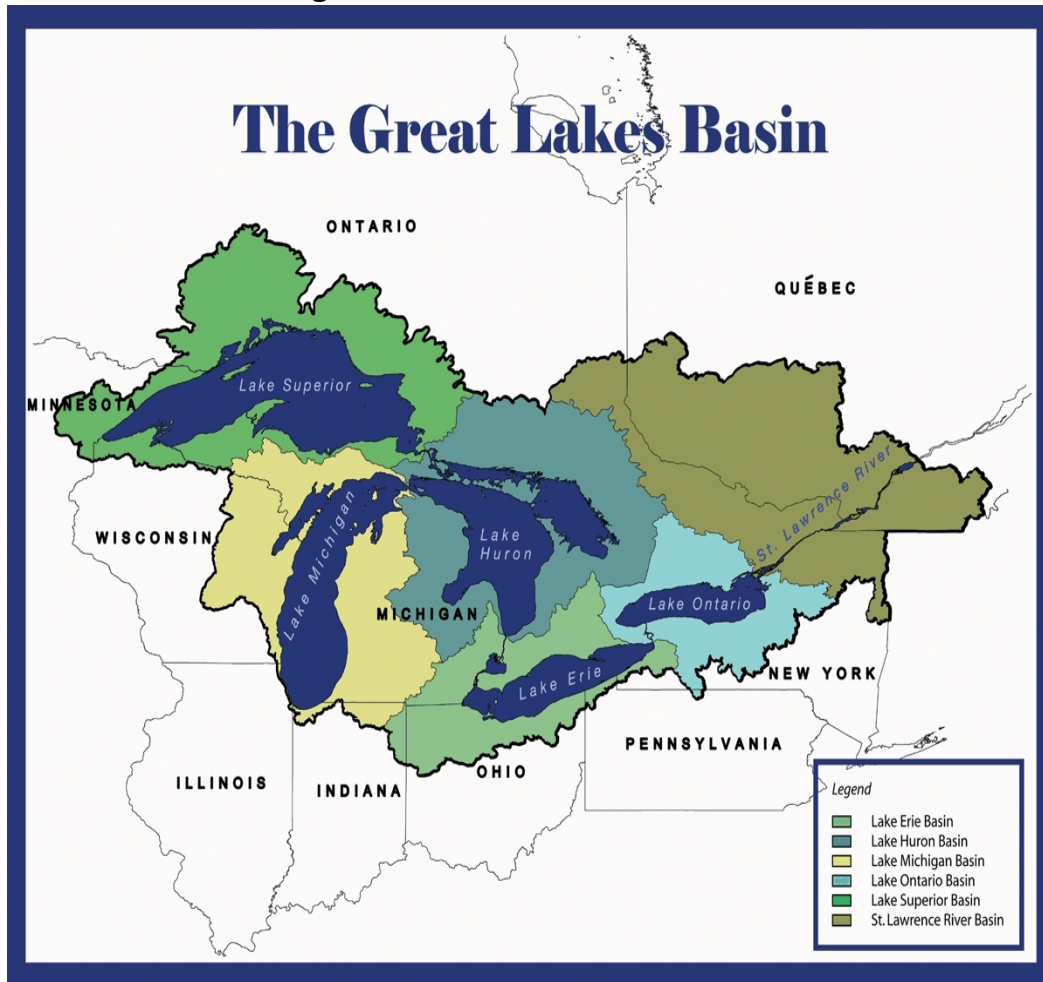 The Great Lakes Basin
ONTARIO
QUÉBEC
Lake Superior
MINNESOTA
St. Lawrence River
WISCONSIN
Lake Michigan
Lake
Huron
Lake Ontario
MICHIGAN
Lake Erie
NEW YORK
PENNSYLVANIA
OHIO
ILLINOIS
INDIANA
Legend
Lake Erie Basin
Lake Huron Basin
Lake Michigan Basin
Lake Ontario Basin
Lake Superior Basin
St. Lawrence River Basin